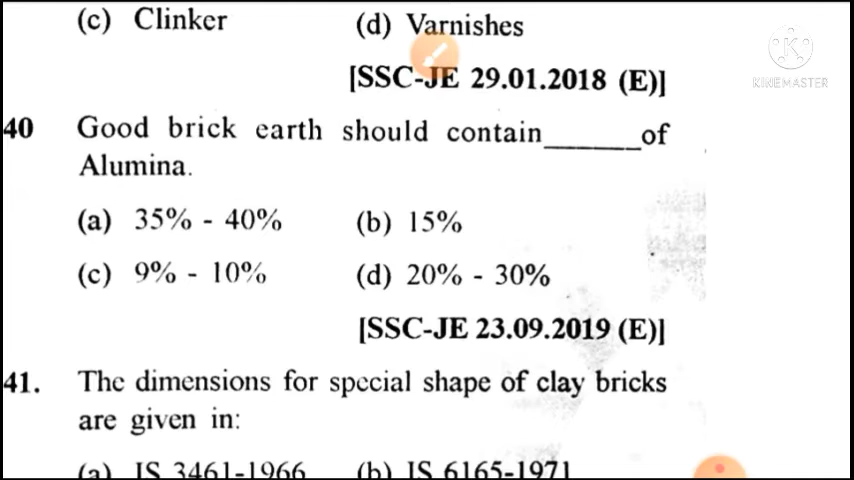 (c) Clinker (d) Varnishes
[SSC-JE 29.01.2018 (E)]
KINEMASTER
40 Good brick earth should contain______of
Alumina.
(a) 35% - 40% (b) 15%
(c) 9% - 10% (d) 20% - 30%
[SSC-JE 23.09.2019 (E)]
41. The dimensions for special shape of clay bricks
are given in:
(a) IS 3461-1966 (b) IS 6165-1971